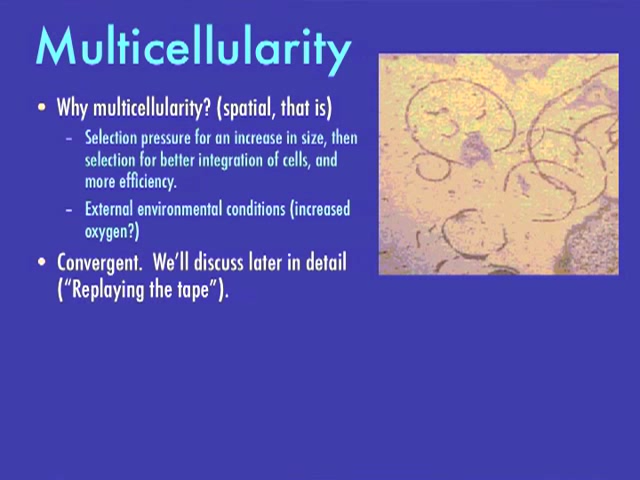 Multicellularity
• Why multicellularity? (spatial, that is)
– Selection pressure for an increase in size, then
selection for better integration of cells, and
more efficiency.
– External environmental conditions (increased
oxygen?)
• Convergent. We’ll discuss later in detail
(“Replaying the tape”).